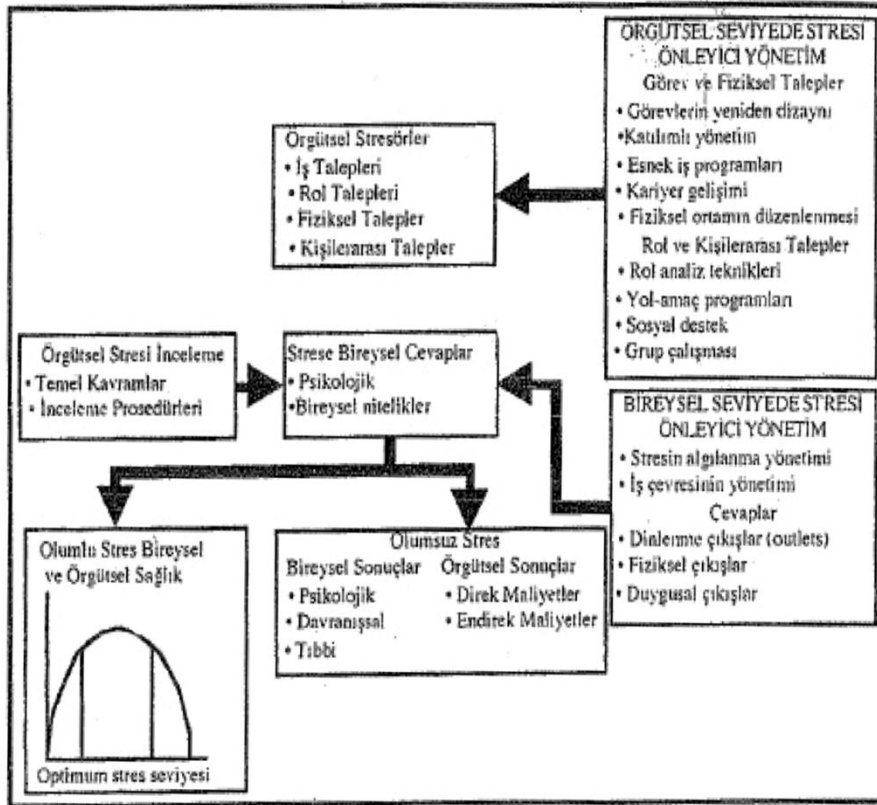 ÖRGÜTSEL SEVİYEDE STRESİ
ÖNLEYİCİ YÖNETİM
Görev ve Fiziksel Talepler
• Görevlerin yeniden dizaynı
• Katılımlı yönetim
• Esnek iş programları
• Kariyer gelişimi
• Fiziksel ortamın düzenlenmesi
Rol ve Kişilerarası Talepler
• Rol analiz teknikleri
• Yol-amaç programları
• Sosyal destek
• Grup çalışması
Örgütsel Stresörler
• İş Talepleri
• Rol Talepleri
• Fiziksel Talepler
• Kişilerarası Talepler
Örgütsel Stresi İnceleme
• Temel Kavramlar
• İnceleme Prosedürleri
Strese Bireysel Cevaplar
• Psikolojik
• Bireysel nitelikler
BİREYSEL SEVİYEDE STRESİ
ÖNLEYİCİ YÖNETİM
• Stresin algılanma yönetimi
• İş çevresinin yönetimi
Cevaplar
• Dinlenme çıkışlar (outlets)
• Fiziksel çıkışlar
• Duygusal çıkışlar
Olumlu Stres Bireysel
ve Örgütsel Sağlık
Optimum stres seviyesi
Olumsuz Stres
Bireysel Sonuçlar
• Psikolojik
• Davranışsal
• Tıbbi
Örgütsel Sonuçlar
• Direk Maliyetler
• Endirek Maliyetler